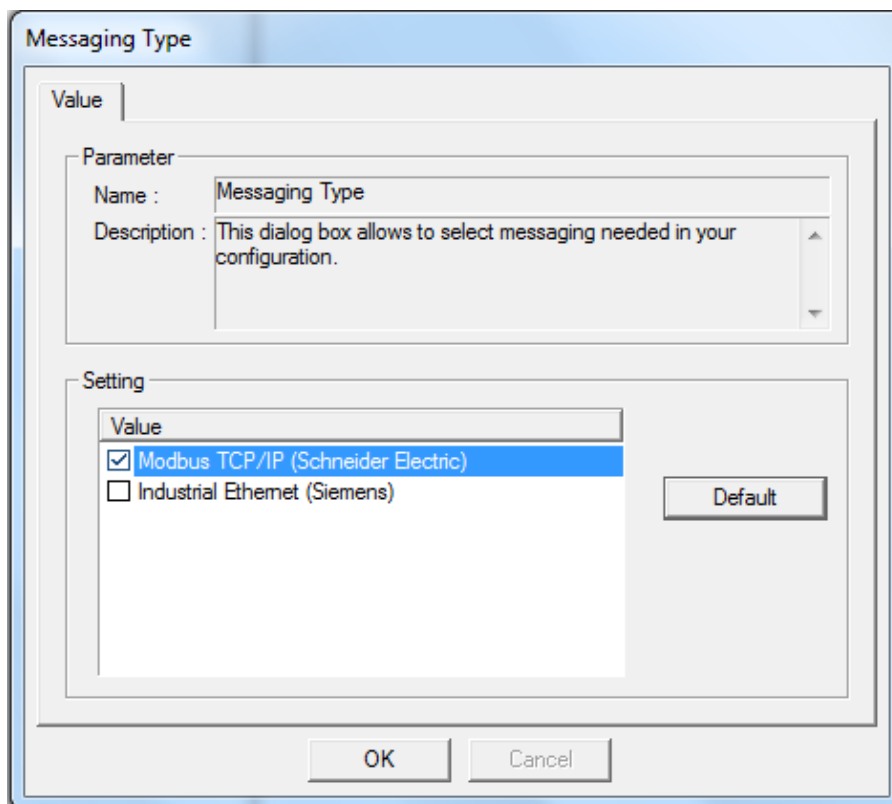 Messaging Type
Value
Parameter
Name :
Messaging Type
Description :
This dialog box allows to select messaging needed in your
configuration.
Setting
Value
Modbus TCP/IP (Schneider Electric)
Industrial Ethernet (Siemens)
Default
OK
Cancel